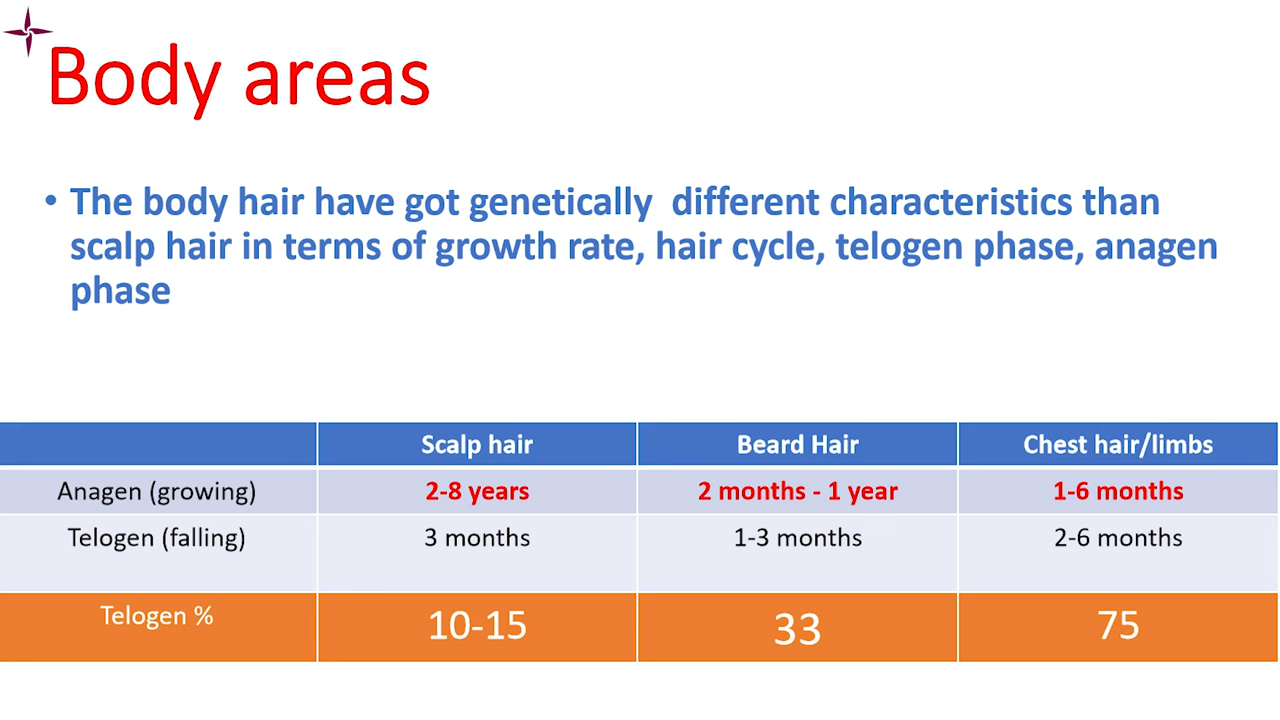 Body areas
• The body hair have got genetically  different characteristics than
scalp hair in terms of growth rate, hair cycle, telogen phase, anagen
phase
Scalp hair Beard Hair Chest hair/limbs
Anagen (growing) 2-8 years 2 months - 1 year 1-6 months
Telogen (falling) 3 months 1-3 months 2-6 months
Telogen % 10-15 33 75